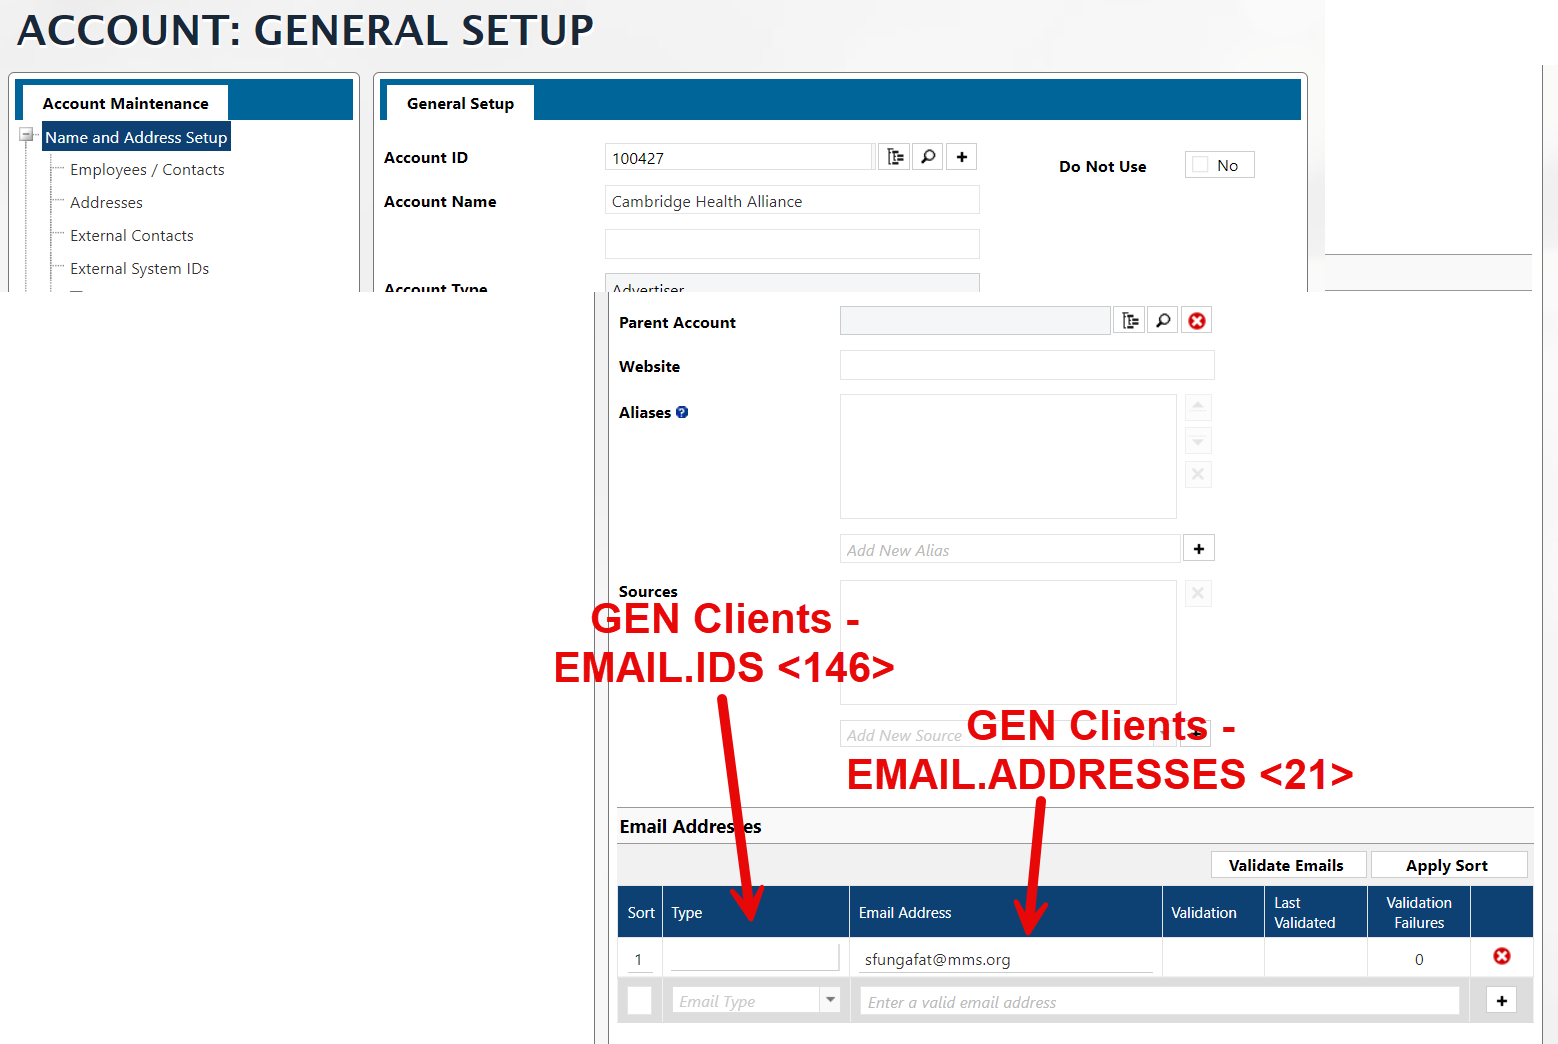 ACCOUNT: GENERAL SETUP
Account Maintenance
Name and Address Setup
Employees / Contacts
Addresses
External Contacts
External System IDs
General Setup
Account ID
100427
Do Not Use
No
Account Name
Cambridge Health Alliance
Account Type
Advertiser
Parent Account
Website
Aliases
Add New Alias
Sources
GEN Clients -
EMAIL.IDS <146>
Add New Source
GEN Clients -
EMAIL.ADDRESSES <21>
Email Addresses
Validate Emails
Apply Sort
Sort
Type
Email Address
Validation
Last
Validated
Validation
Failures
1
sfungafat@mms.org
0
Email Type
Enter a valid email address